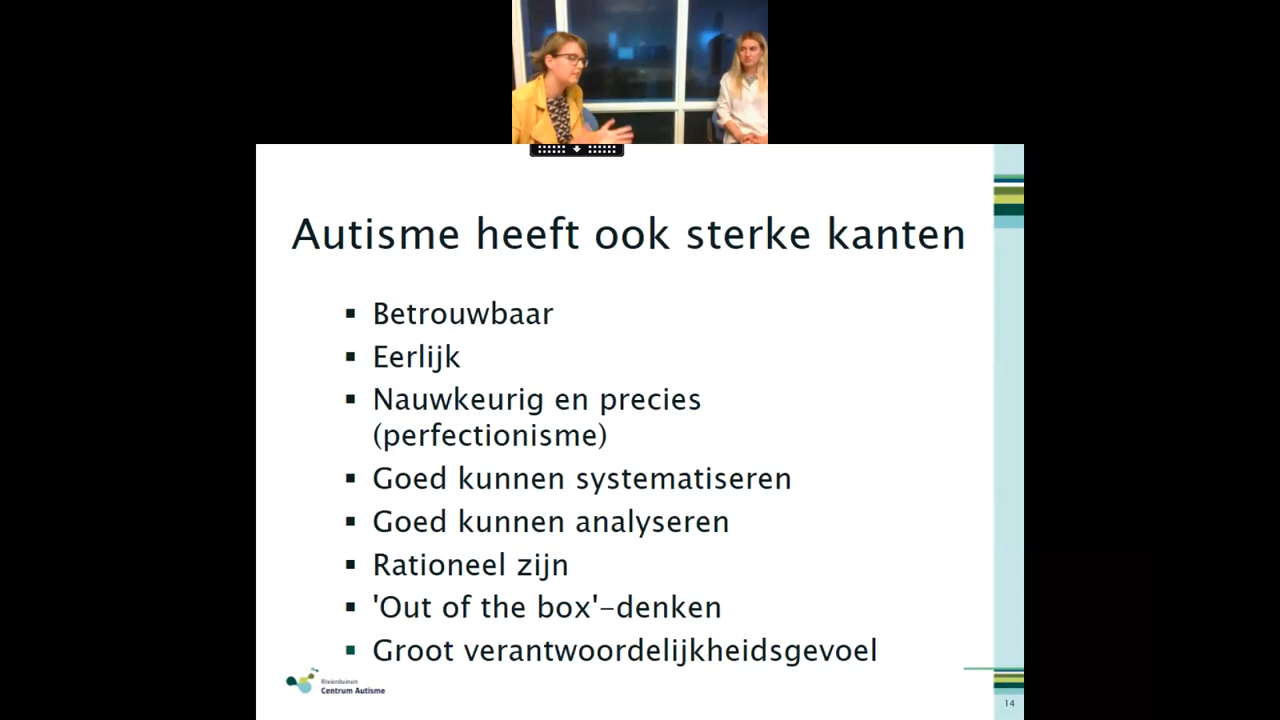 Autisme heeft ook sterke kanten
▪ Betrouwbaar
▪ Eerlijk
▪ Nauwkeurig en precies
(perfectionisme)
▪ Goed kunnen systematiseren
▪ Goed kunnen analyseren
▪ Rationeel zijn
▪ 'Out of the box'-denken
▪ Groot verantwoordelijkheidsgevoel
Rivierduinen
Centrum Autisme
14